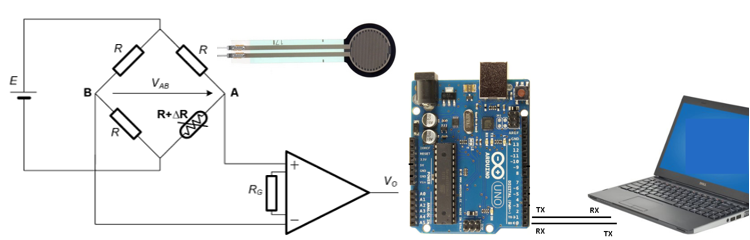 E
R
R
B
V_AB
A
R
R+ΔR
R_G
+
−
V_O
ARDUINO
UNO
TX
RX
RX
TX